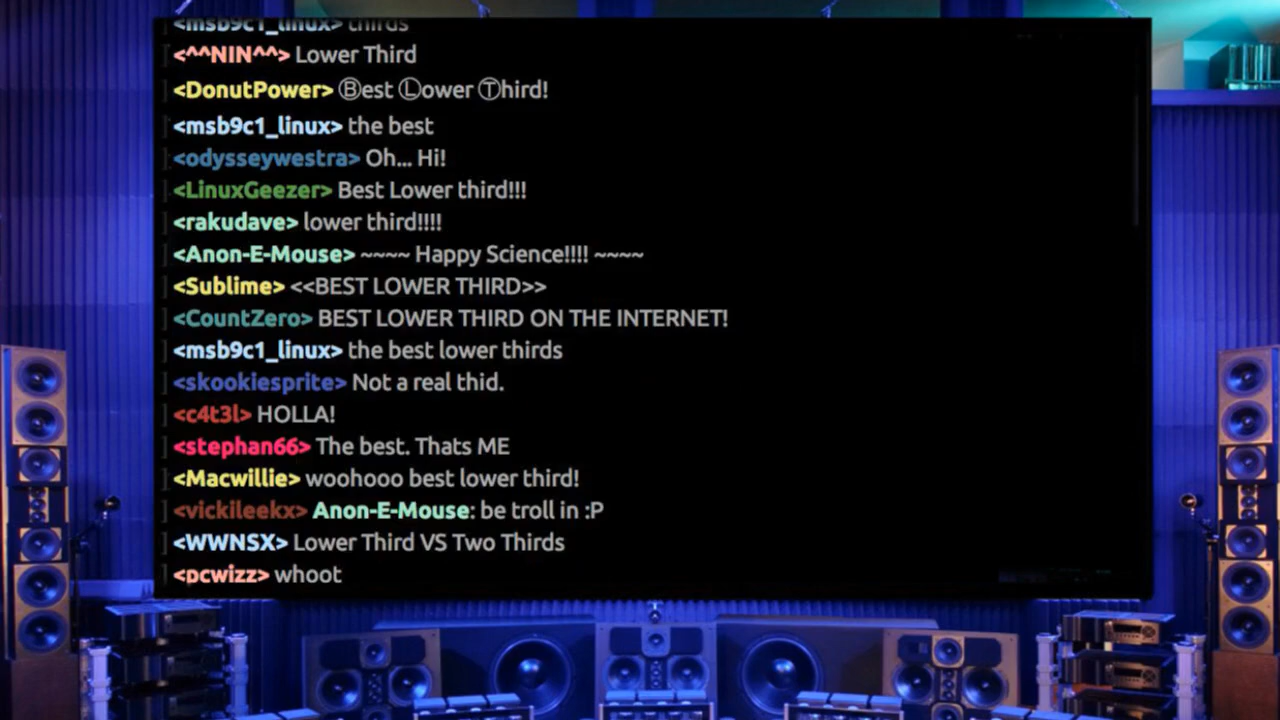 <msb9c1_linux> thirds
<^^NIN^^> Lower Third
<DonutPower> Ⓑest Ⓛower Ⓣhird!
<msb9c1_linux> the best
<odysseywestra> Oh... Hi!
<LinuxGeezer> Best Lower third!!!
<rakudave> lower third!!!!
<Anon-E-Mouse> ~~~~ Happy Science!!!! ~~~~
<Sublime> <<BEST LOWER THIRD>>
<CountZero> BEST LOWER THIRD ON THE INTERNET!
<msb9c1_linux> the best lower thirds
<skookiesprite> Not a real thid.
<c4t3l> HOLLA!
<stephan66> The best. Thats ME
<Macwillie> woohooo best lower third!
<vickileekx> Anon-E-Mouse: be troll in :P
<WWNSX> Lower Third VS Two Thirds
<pcwizz> whoot